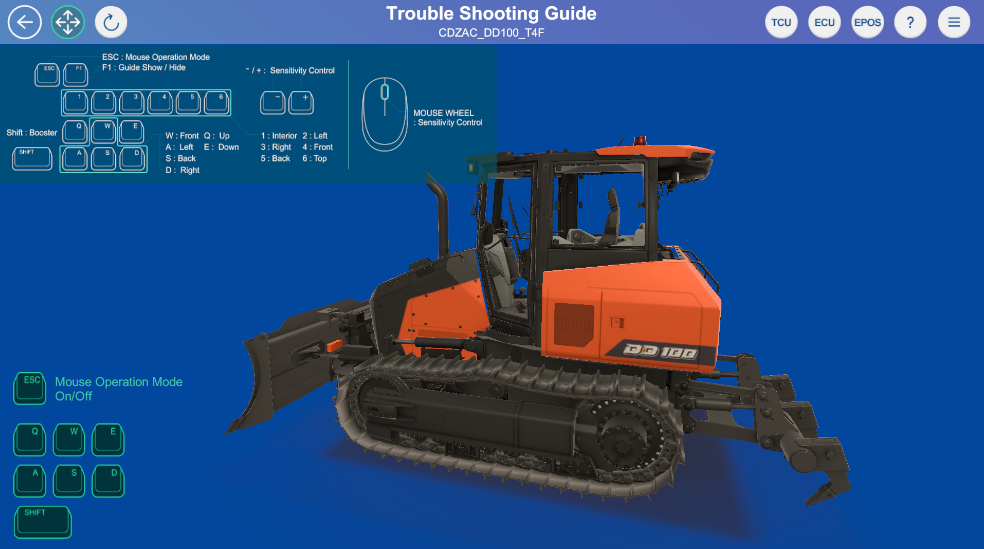 Trouble Shooting Guide
CDZAC_DD100_T4F
TCU
ECU
EPOS
?
ESC : Mouse Operation Mode
F1 : Guide Show / Hide
ESC
F1
- / + : Sensitivity Control
1
2
3
4
5
6
-
+
MOUSE WHEEL
: Sensitivity Control
Shift : Booster
Q
W
E
SHIFT
A
S
D
W : Front Q : Up
A : Left E : Down
S : Back
D : Right
1 : Interior 2 : Left
3 : Right 4 : Front
5 : Back 6 : Top
DD 100
ESC
Mouse Operation Mode
On/Off
Q
W
E
A
S
D
SHIFT